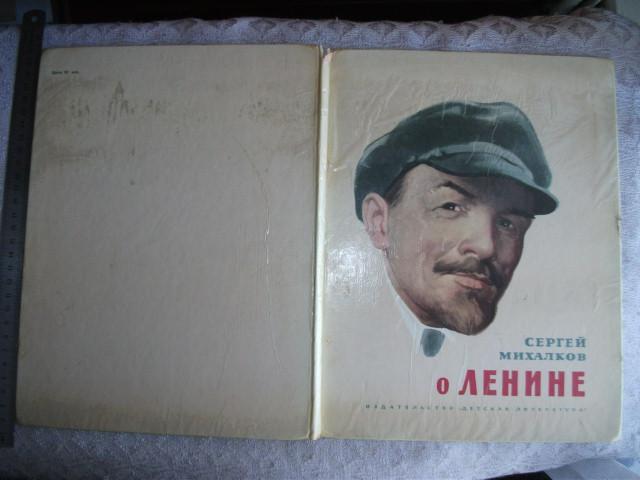 СЕРГЕЙ
МИХАЛКОВ
О ЛЕНИНЕ
ИЗДАТЕЛЬСТВО «ДЕТСКАЯ ЛИТЕРАТУРА»